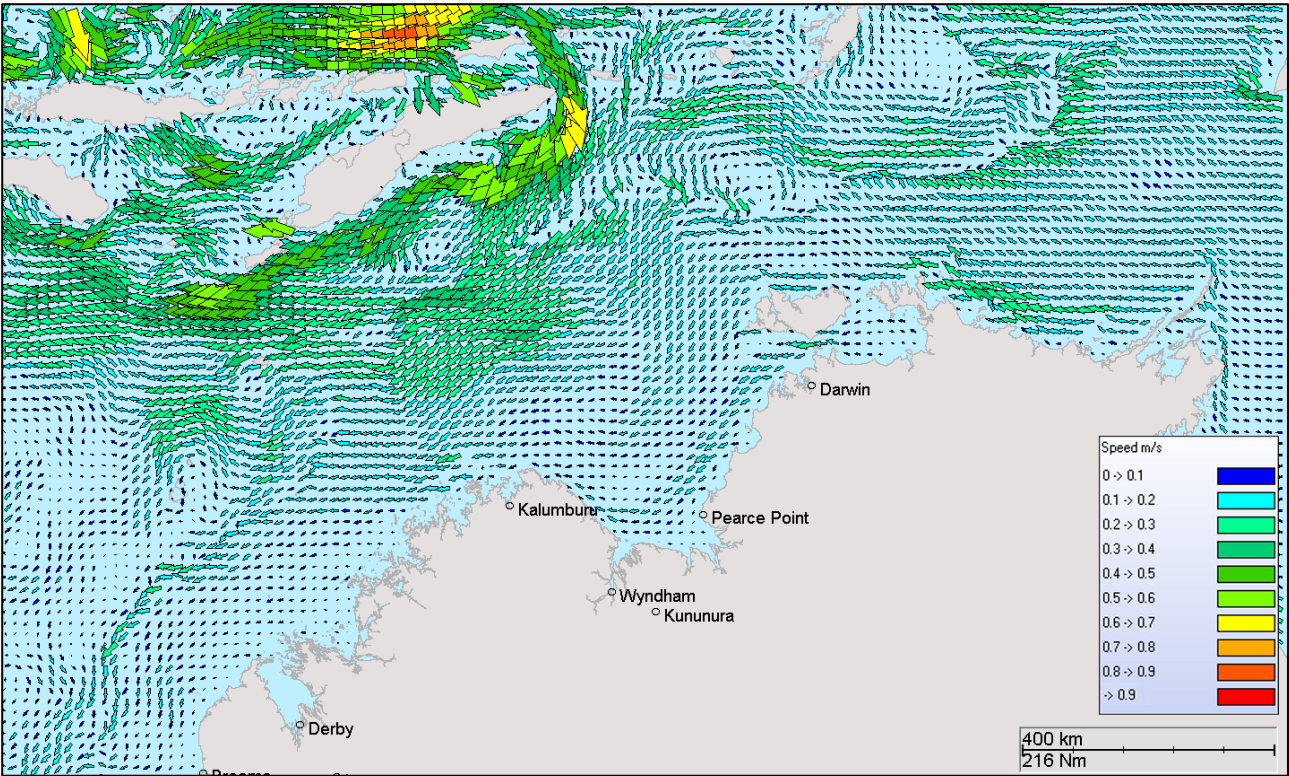 Darwin
Kalumburu
Pearce Point
Wyndham
Kununura
Derby
Speed m/s
0 -> 0.1
0.1 -> 0.2
0.2 -> 0.3
0.3 -> 0.4
0.4 -> 0.5
0.5 -> 0.6
0.6 -> 0.7
0.7 -> 0.8
0.8 -> 0.9
-> 0.9
400 km
216 Nm